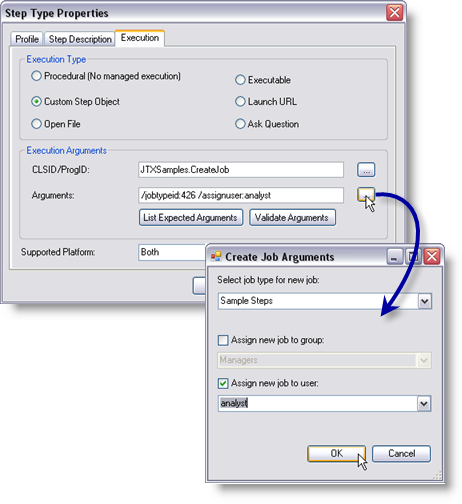 Step Type Properties
Profile Step Description Execution
Execution Type
Procedural (No managed execution) Executable
Custom Step Object Launch URL
Open File Ask Question
Execution Arguments
CLSID/ProgID: JTXSamples.CreateJob ...
Arguments: /jobtypeid:426 /assignuser:analyst
List Expected Arguments Validate Arguments
Supported Platform: Both
Create Job Arguments
Select job type for new job:
Sample Steps
Assign new job to group:
Managers
Assign new job to user:
analyst
OK Cancel